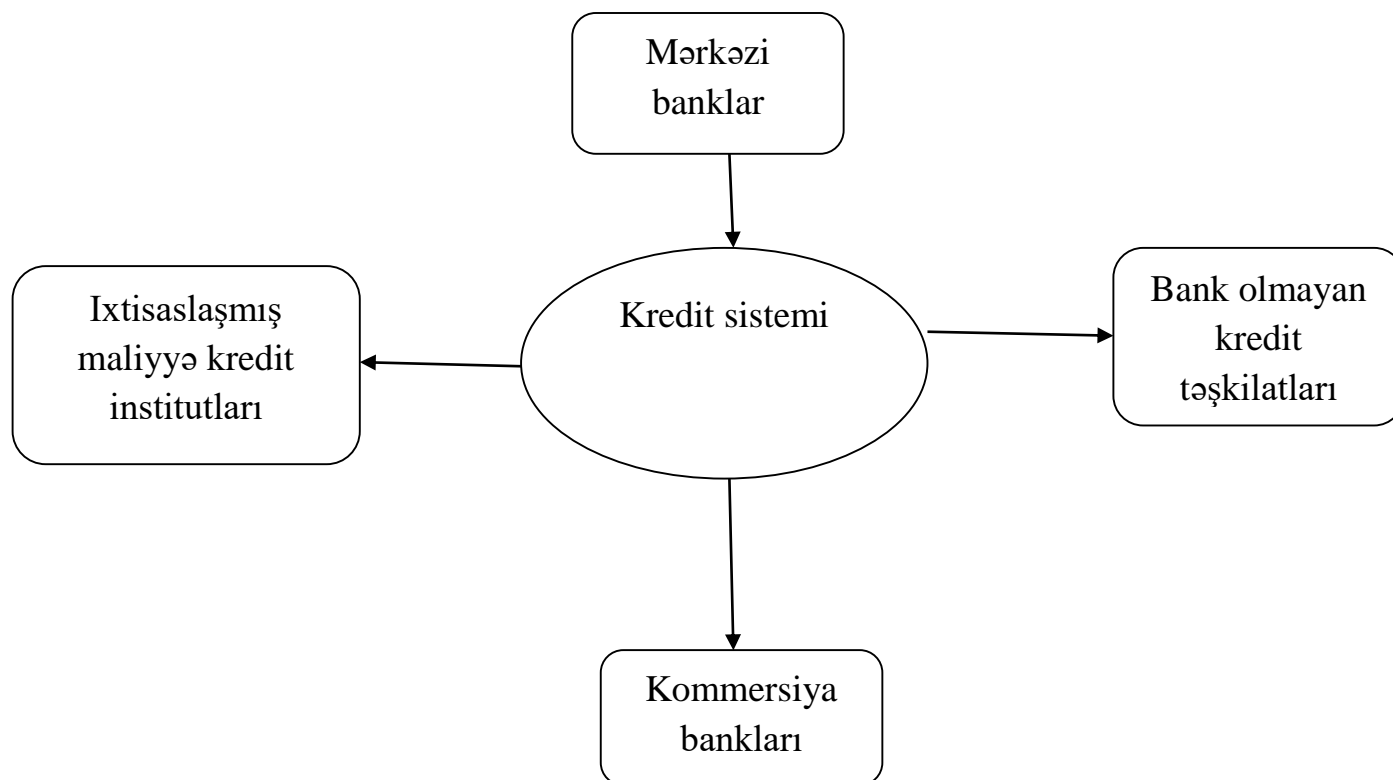 Mərkəzi
banklar
Ixtisaslaşmış
maliyyə kredit
institutları
Kredit sistemi
Bank olmayan
kredit
təşkilatları
Kommersiya
bankları